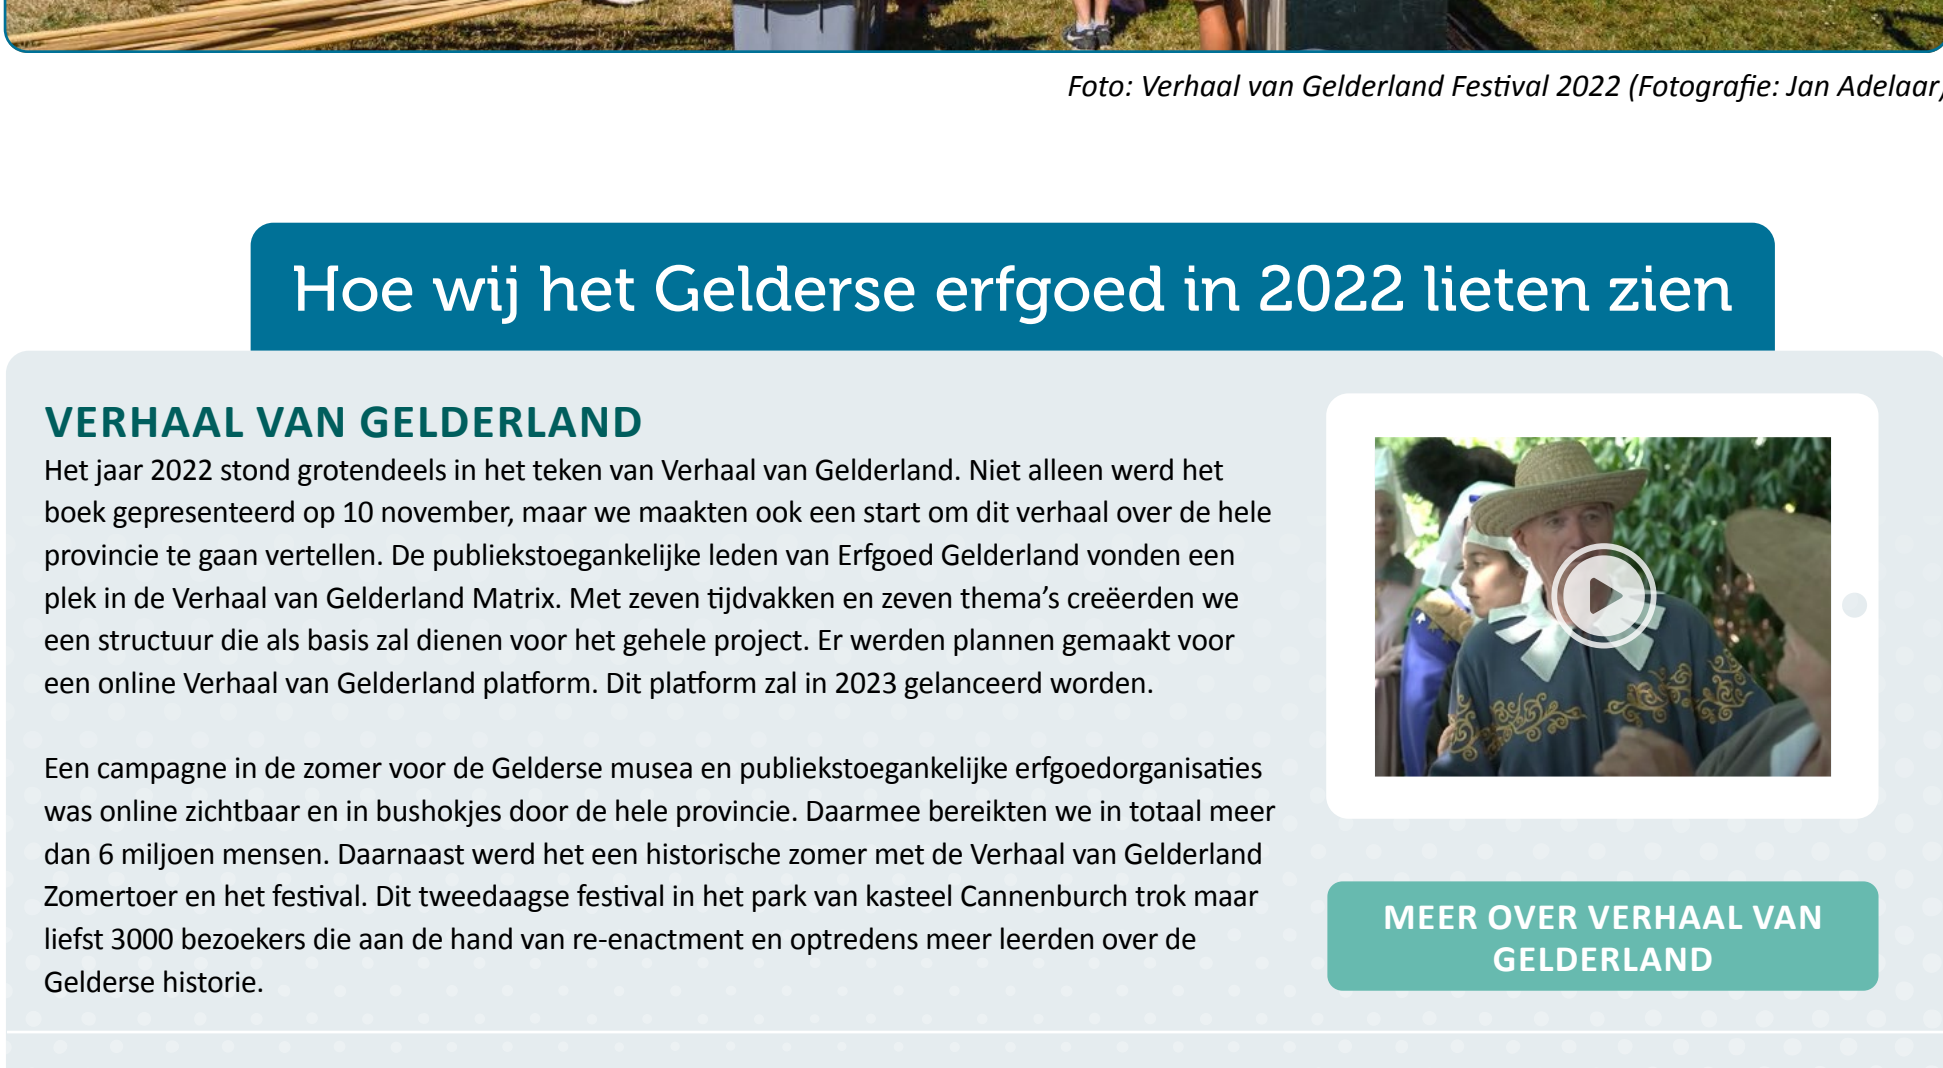 Foto: Verhaal van Gelderland Festival 2022 (Fotografie: Jan Adelaar)
Hoe wij het Gelderse erfgoed in 2022 lieten zien
VERHAAL VAN GELDERLAND
Het jaar 2022 stond grotendeels in het teken van Verhaal van Gelderland. Niet alleen werd het
boek gepresenteerd op 10 november, maar we maakten ook een start om dit verhaal over de hele
provincie te gaan vertellen. De publiekstoegankelijke leden van Erfgoed Gelderland vonden een
plek in de Verhaal van Gelderland Matrix. Met zeven tijdvakken en zeven thema’s creëerden we
een structuur die als basis zal dienen voor het gehele project. Er werden plannen gemaakt voor
een online Verhaal van Gelderland platform. Dit platform zal in 2023 gelanceerd worden.
Een campagne in de zomer voor de Gelderse musea en publiekstoegankelijke erfgoedorganisaties
was online zichtbaar en in bushokjes door de hele provincie. Daarmee bereikten we in totaal meer
dan 6 miljoen mensen. Daarnaast werd het een historische zomer met de Verhaal van Gelderland
Zomertoer en het festival. Dit tweedaagse festival in het park van kasteel Cannenburch trok maar
liefst 3000 bezoekers die aan de hand van re-enactment en optredens meer leerden over de
Gelderse historie.
MEER OVER VERHAAL VAN
GELDERLAND